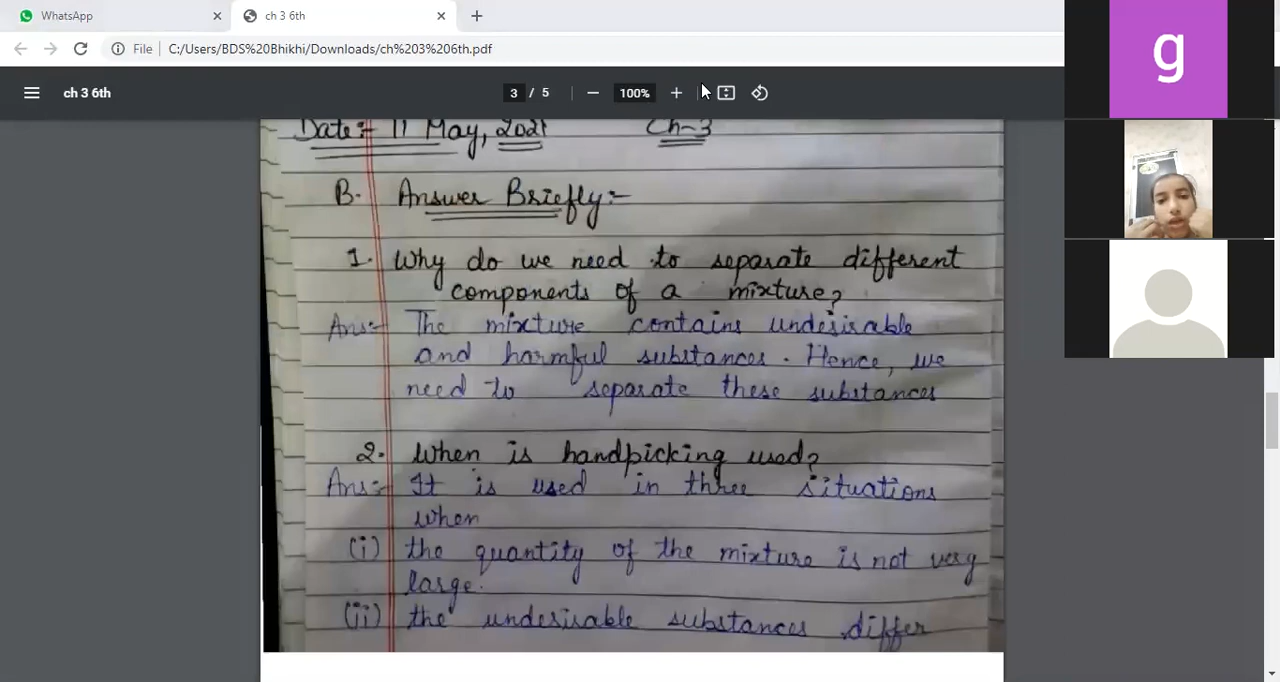 WhatsApp
ch 3 6th
File
C:/Users/BDS%20Bhikhi/Downloads/ch%203%206th.pdf
ch 3 6th
3 / 5
100%
g
Date:- 11 May, 2021 Ch-3
B. Answer Briefly:-
1. Why do we need to separate different
components of a mixture?
Ans:- The mixture contains undesirable
and harmful substances. Hence, we
need to separate these substances
2. When is handpicking used?
Ans:- It is used in three situations
when
(i) the quantity of the mixture is not very
large.
(ii) the undesirable substances differ